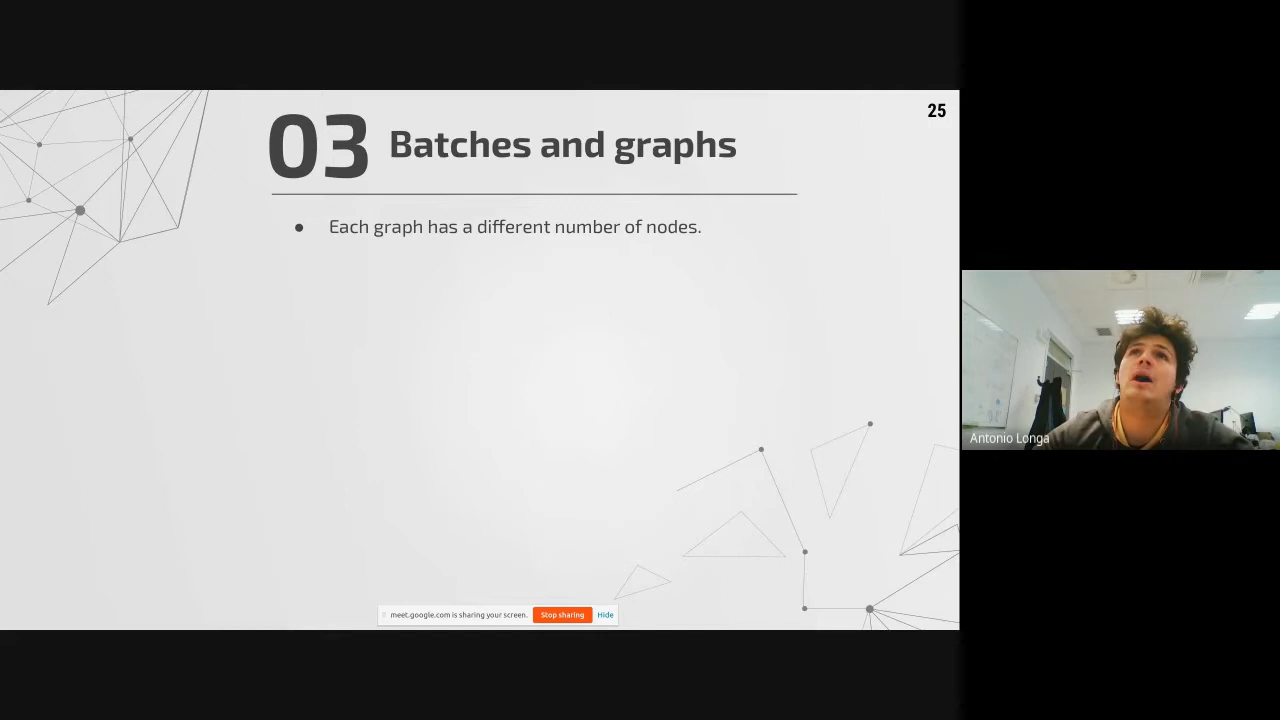 25
03 Batches and graphs
● Each graph has a different number of nodes.
Antonio Longa
meet.google.com is sharing your screen. Stop sharing Hide